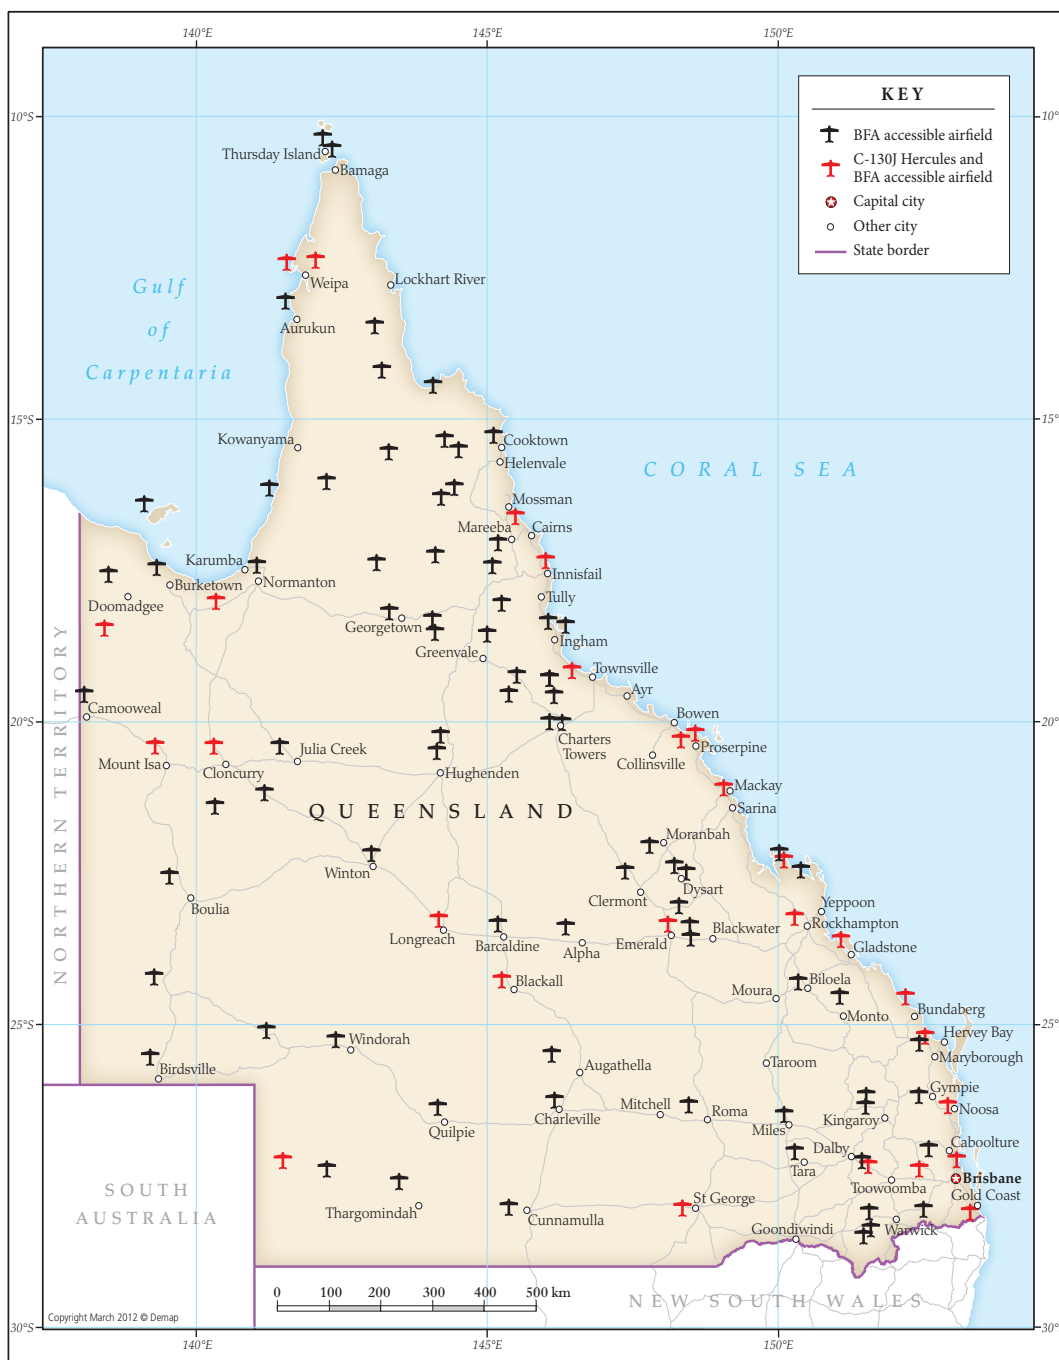 140°E 145°E 150°E
KEY
BFA accessible airfield
C-130J Hercules and
BFA accessible airfield
Capital city
Other city
State border
10°S 10°S
Thursday Island
Bamaga
Gulf
of
Carpentaria
Weipa
Lockhart River
Aurukun
15°S 15°S
Kowanyama
Cooktown
Helenvale
CORAL SEA
Mossman
Mareeba
Cairns
Karumba
Innisfail
Burketown
Normanton
Doomadgee
Tully
Georgetown
Ingham
Greenvale
Townsville
Ayr
Camooweal
20°S 20°S
Bowen
Charters
Towers
Proserpine
Collinsville
Mount Isa
Cloncurry
Julia Creek
Hughenden
Mackay
Sarina
QUEENSLAND
NORTHERN TERRITORY
Moranbah
Winton
Dysart
Clermont
Boulia
Yeppoon
Rockhampton
Longreach
Barcaldine
Alpha
Emerald
Blackwater
Gladstone
Blackall
Moura
Biloela
Monto
Bundaberg
25°S 25°S
Windorah
Hervey Bay
Maryborough
Birdsville
Augathella
Taroom
Gympie
Charleville
Mitchell
Roma
Noosa
Quilpie
Miles
Kingaroy
Dalby
Caboolture
Tara
Toowoomba
Brisbane
Gold Coast
SOUTH
AUSTRALIA
Thargomindah
Cunnamulla
St George
Goondiwindi
Warwick
0 100 200 300 400 500 km
NEW SOUTH WALES
Copyright March 2012 © Demap
30°S 30°S
140°E 145°E 150°E